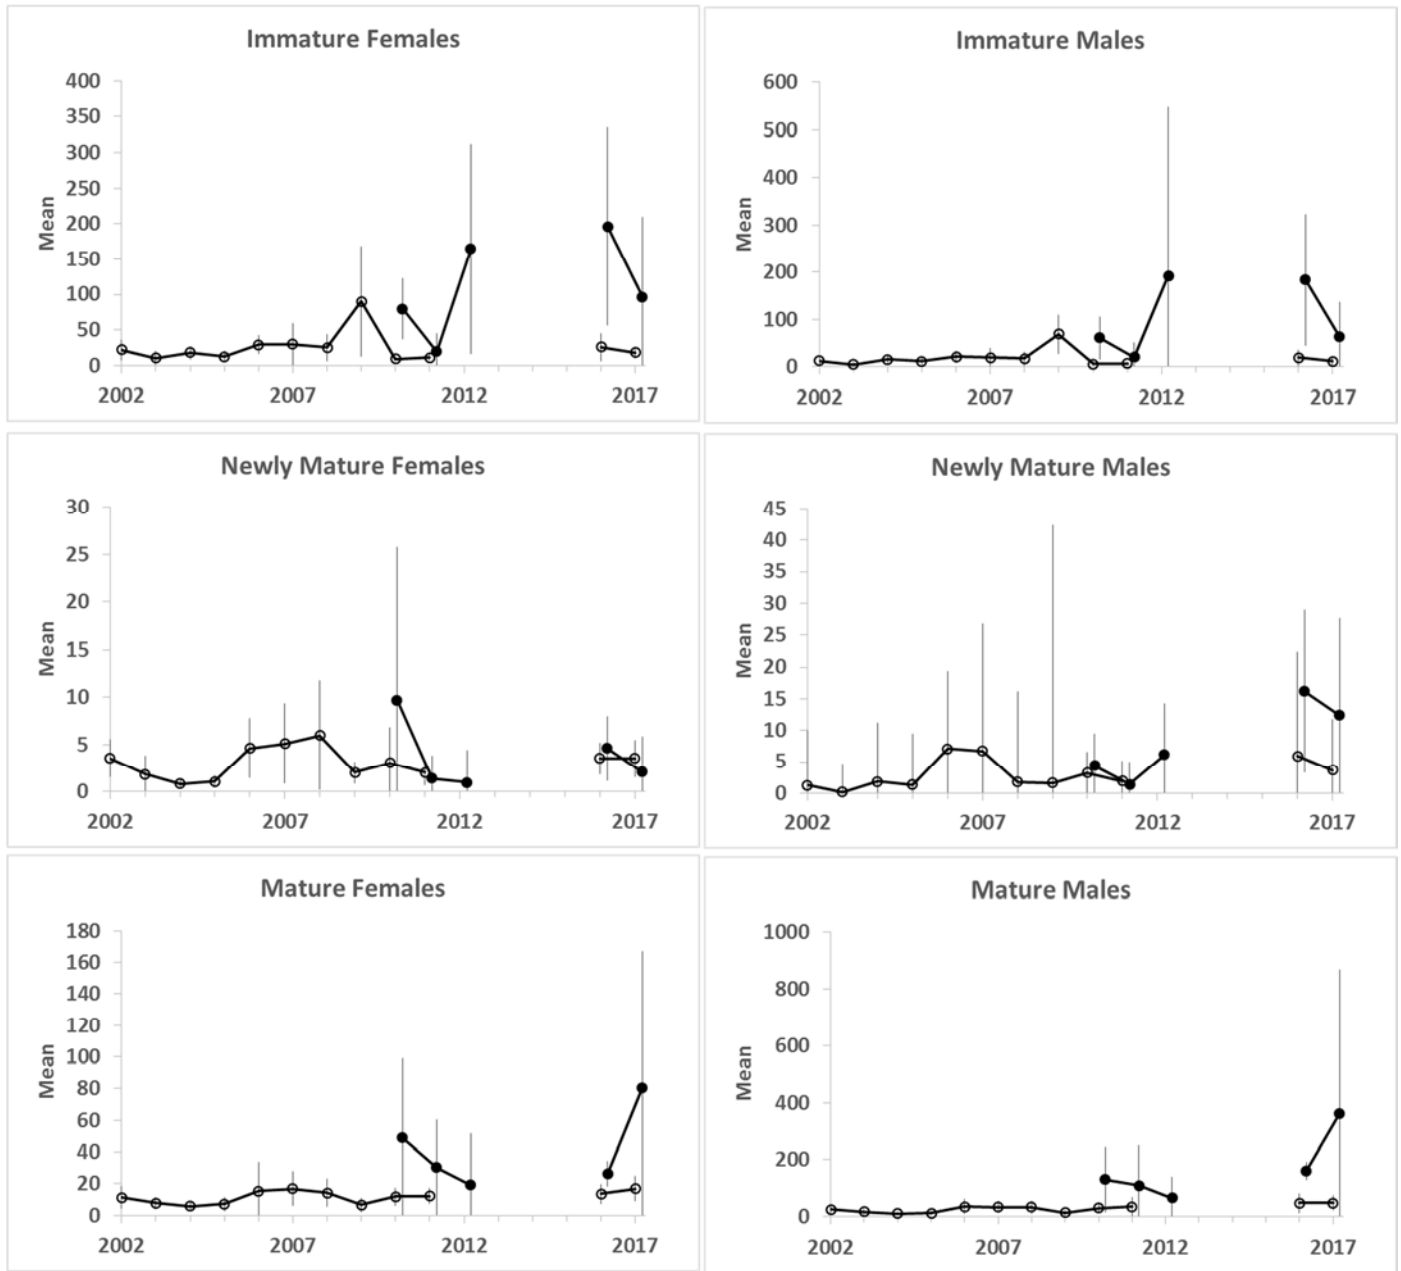 Immature Females
400
350
300
250
200
150
100
50
0
Mean
2002 2007 2012 2017
Immature Males
600
500
400
300
200
100
0
Mean
2002 2007 2012 2017
Newly Mature Females
30
25
20
15
10
5
0
Mean
2002 2007 2012 2017
Newly Mature Males
45
40
35
30
25
20
15
10
5
0
Mean
2002 2007 2012 2017
Mature Females
180
160
140
120
100
80
60
40
20
0
Mean
2002 2007 2012 2017
Mature Males
1000
800
600
400
200
0
Mean
2002 2007 2012 2017